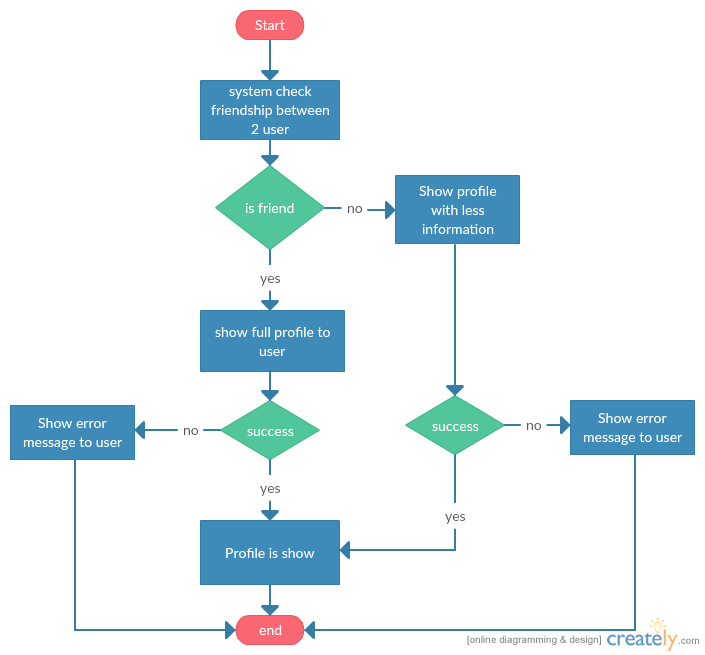 Start
system check
friendship between
2 user
is friend
no
Show profile
with less
information
yes
show full profile to
user
Show error
message to user
no
success
success
no
Show error
message to user
yes
yes
Profile is show
end
[online diagramming & design] creately.com